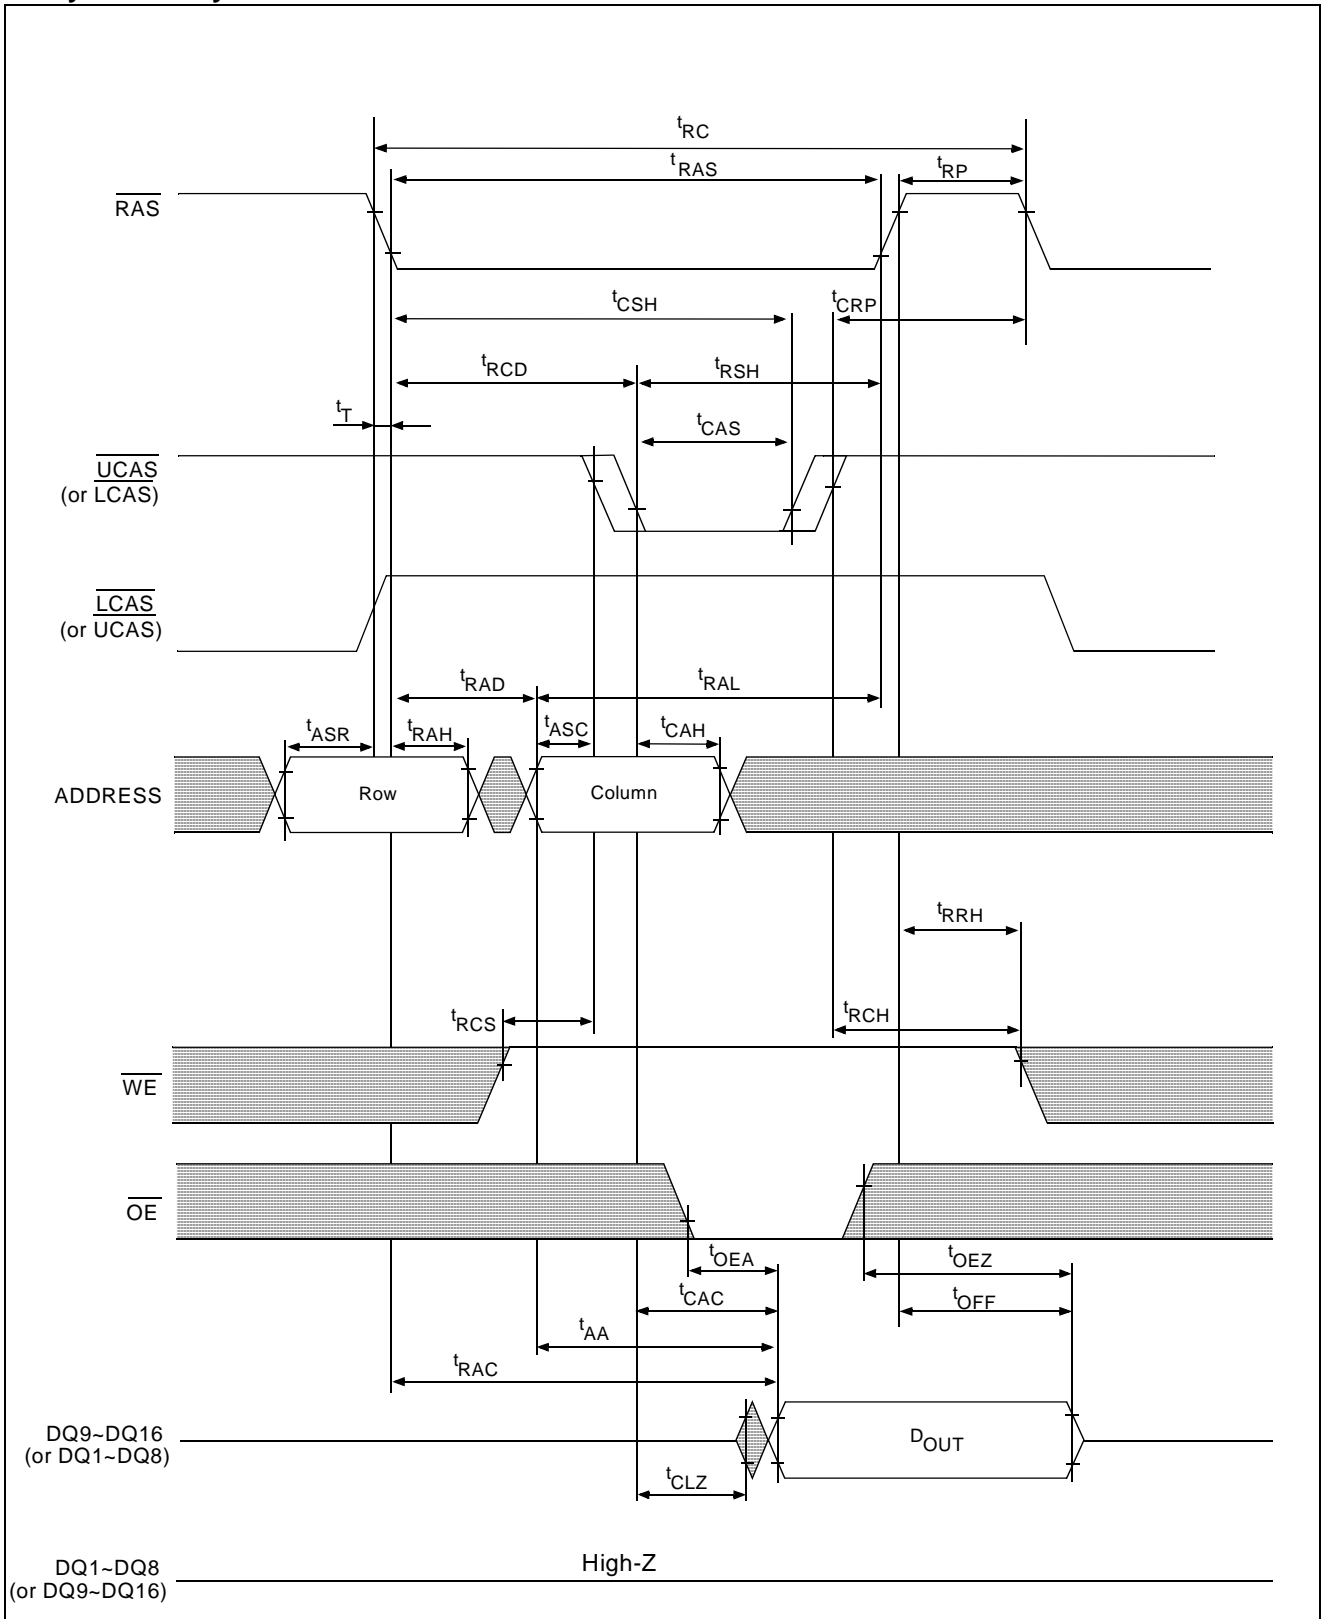 tRC
tRAS
tRP
RAS
tCSH
tCRP
tRCD
tRSH
tT
tCAS
UCAS
(or LCAS)
LCAS
(or UCAS)
tRAD
tRAL
tASR
tRAH
tASC
tCAH
ADDRESS
Row
Column
tRRH
tRCS
tRCH
WE
OE
tOEA
tOEZ
tCAC
tOFF
tAA
tRAC
DQ9~DQ16
(or DQ1~DQ8)
DOUT
tCLZ
High-Z
DQ1~DQ8
(or DQ9~DQ16)